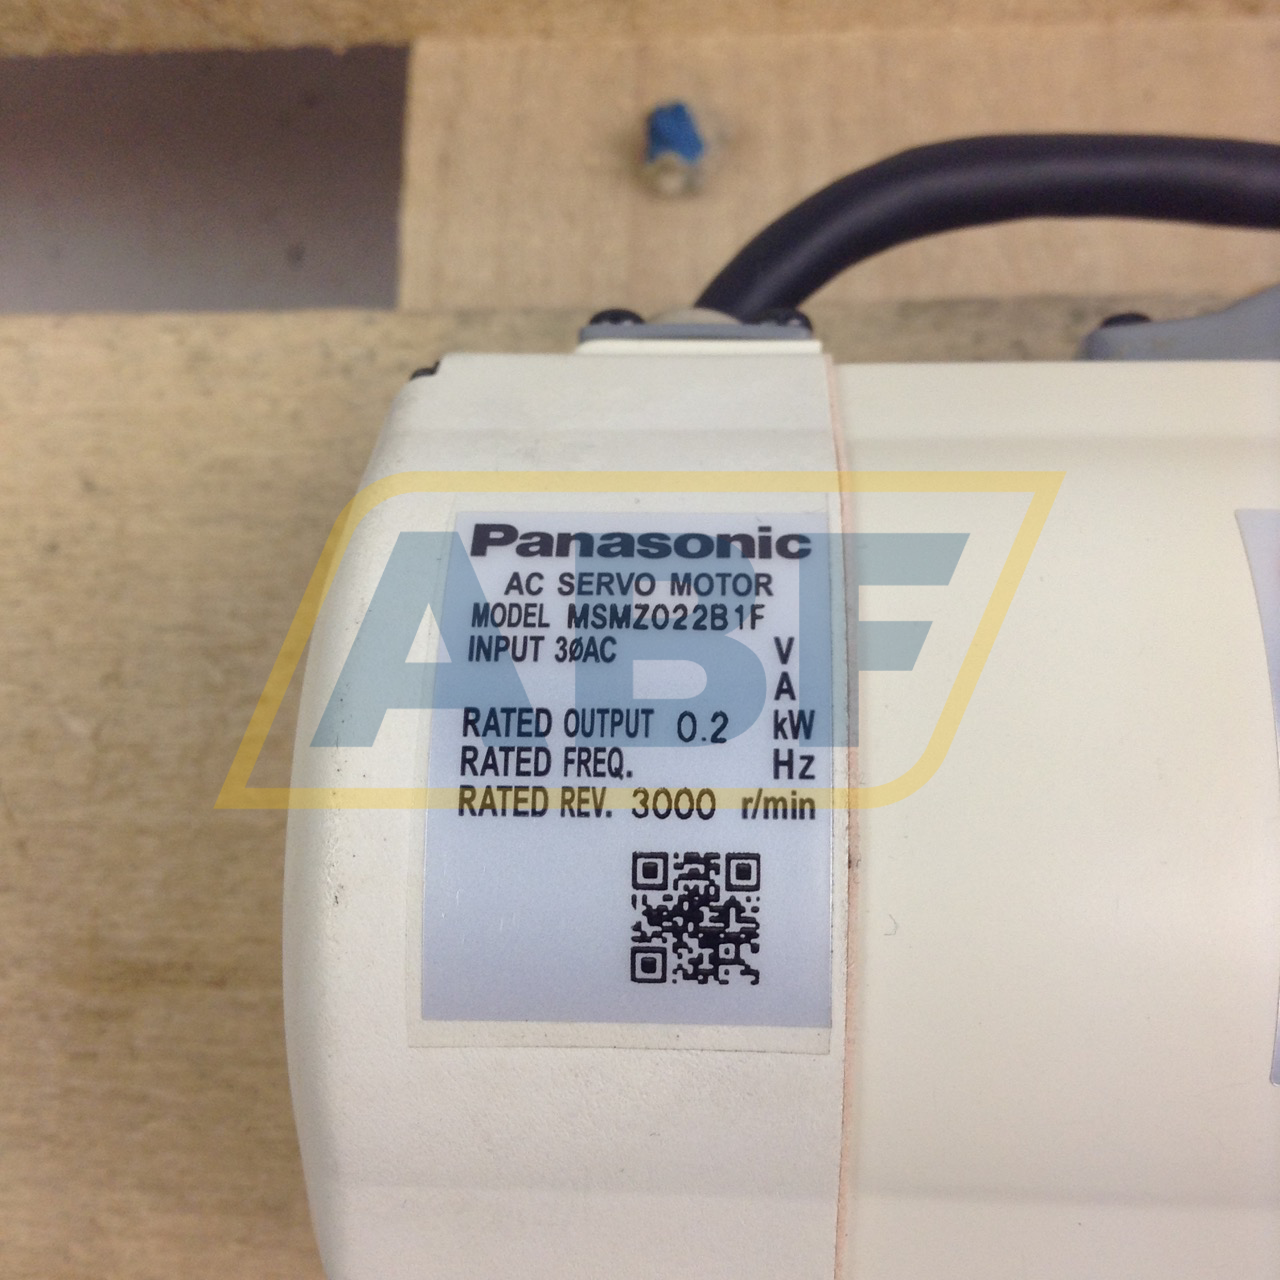 Panasonic
AC SERVO MOTOR
MODEL MSMZ022B1F
INPUT 3øAC V
A
RATED OUTPUT 0.2 kW
RATED FREQ. Hz
RATED REV. 3000 r/min
ABF